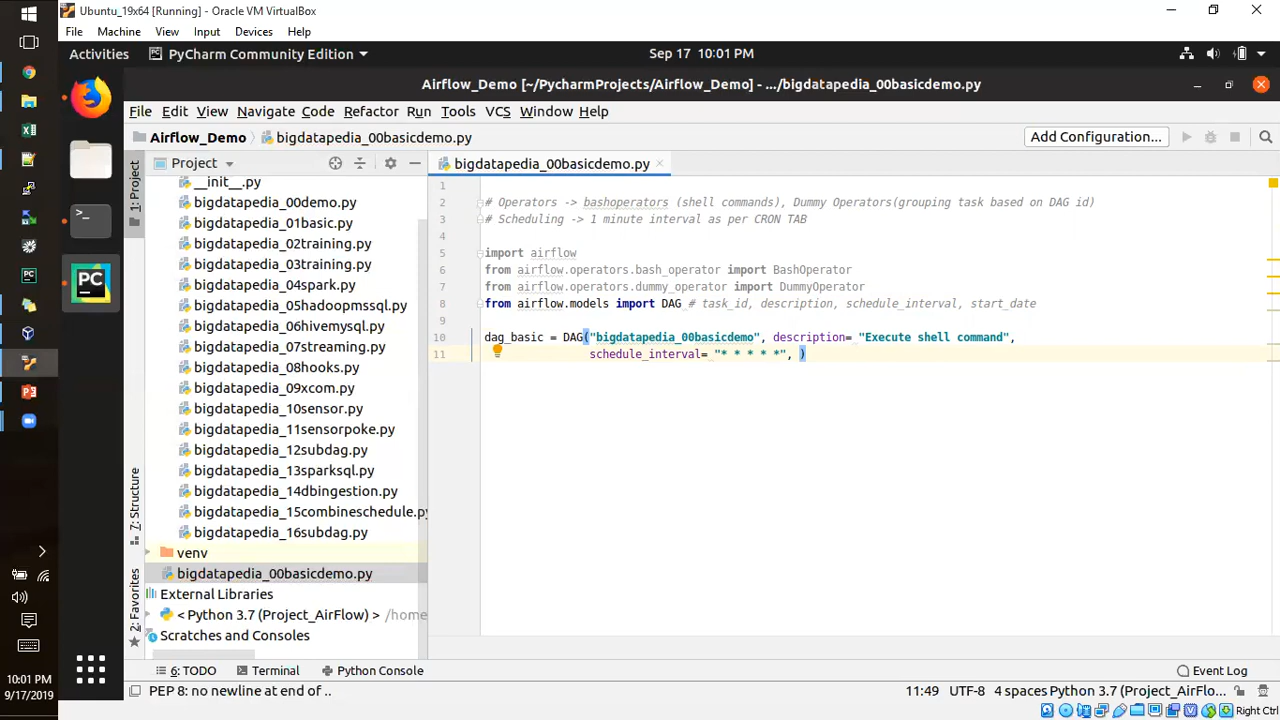 Ubuntu_19x64 [Running] - Oracle VM VirtualBox
File Machine View Input Devices Help
Activities PyCharm Community Edition Sep 17 10:01 PM
Airflow_Demo [~/PycharmProjects/Airflow_Demo] - .../bigdatapedia_00basicdemo.py
File Edit View Navigate Code Refactor Run Tools VCS Window Help
Airflow_Demo bigdatapedia_00basicdemo.py Add Configuration...
1: Project
Project
bigdatapedia_00basicdemo.py
__init__.py
bigdatapedia_00demo.py
bigdatapedia_01basic.py
bigdatapedia_02training.py
bigdatapedia_03training.py
bigdatapedia_04spark.py
bigdatapedia_05hadoopmssql.py
bigdatapedia_06hivemysql.py
bigdatapedia_07streaming.py
bigdatapedia_08hooks.py
bigdatapedia_09xcom.py
bigdatapedia_10sensor.py
bigdatapedia_11sensorpoke.py
bigdatapedia_12subdag.py
bigdatapedia_13sparksql.py
bigdatapedia_14dbingestion.py
bigdatapedia_15combineschedule.py
bigdatapedia_16subdag.py
venv
bigdatapedia_00basicdemo.py
External Libraries
< Python 3.7 (Project_AirFlow) > /home
Scratches and Consoles
7: Structure
2: Favorites
1
2 # Operators -> bashoperators (shell commands), Dummy Operators(grouping task based on DAG id)
3 # Scheduling -> 1 minute interval as per CRON TAB
4
5 import airflow
6 from airflow.operators.bash_operator import BashOperator
7 from airflow.operators.dummy_operator import DummyOperator
8 from airflow.models import DAG # task_id, description, schedule_interval, start_date
9
10 dag_basic = DAG("bigdatapedia_00basicdemo", description= "Execute shell command",
11 schedule_interval= "* * * * *", )
6: TODO Terminal Python Console Event Log
PEP 8: no newline at end of .. 11:49 UTF-8 4 spaces Python 3.7 (Project_AirFlo...
Right Ctrl
10:01 PM
9/17/2019